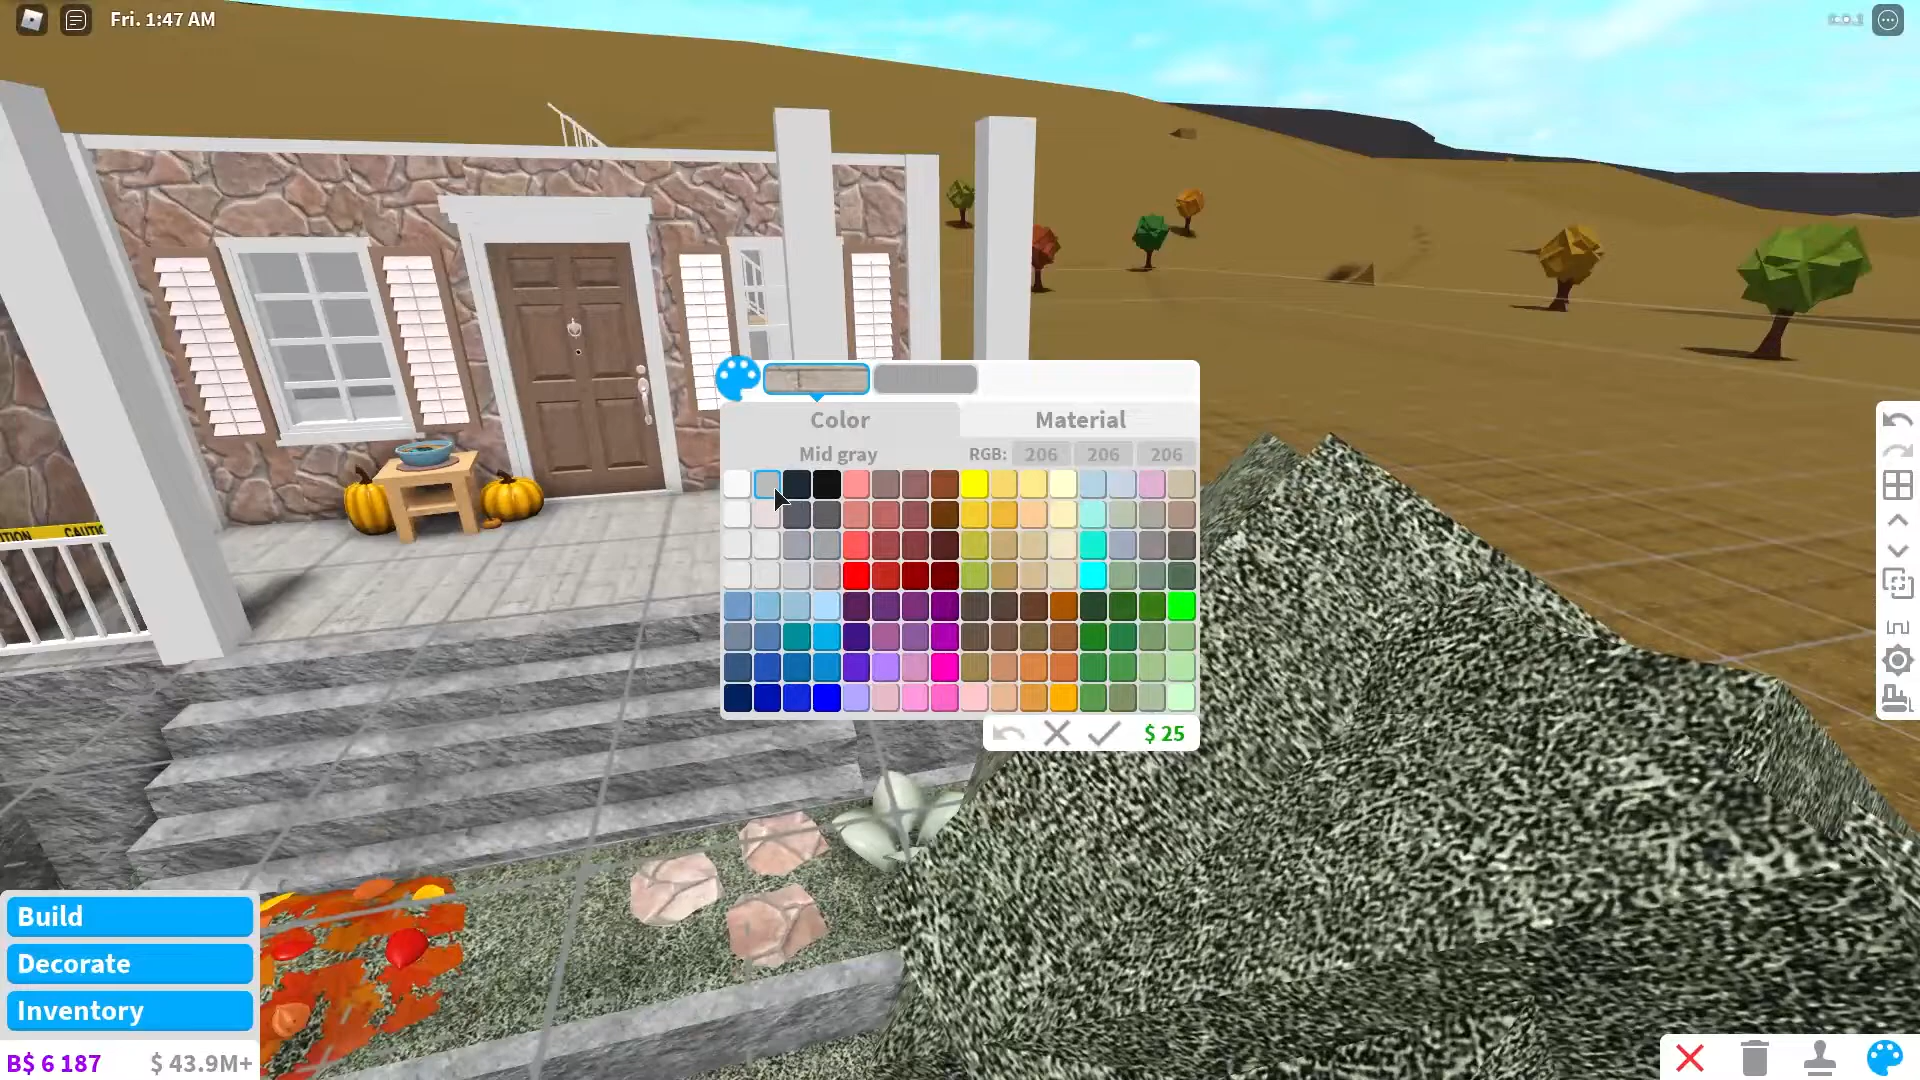 Fri. 1:47 AM
CAUTION
Color
Material
Mid gray
RGB: 206 206 206
$ 25
Build
Decorate
Inventory
B$ 6 187
$ 43.9M+